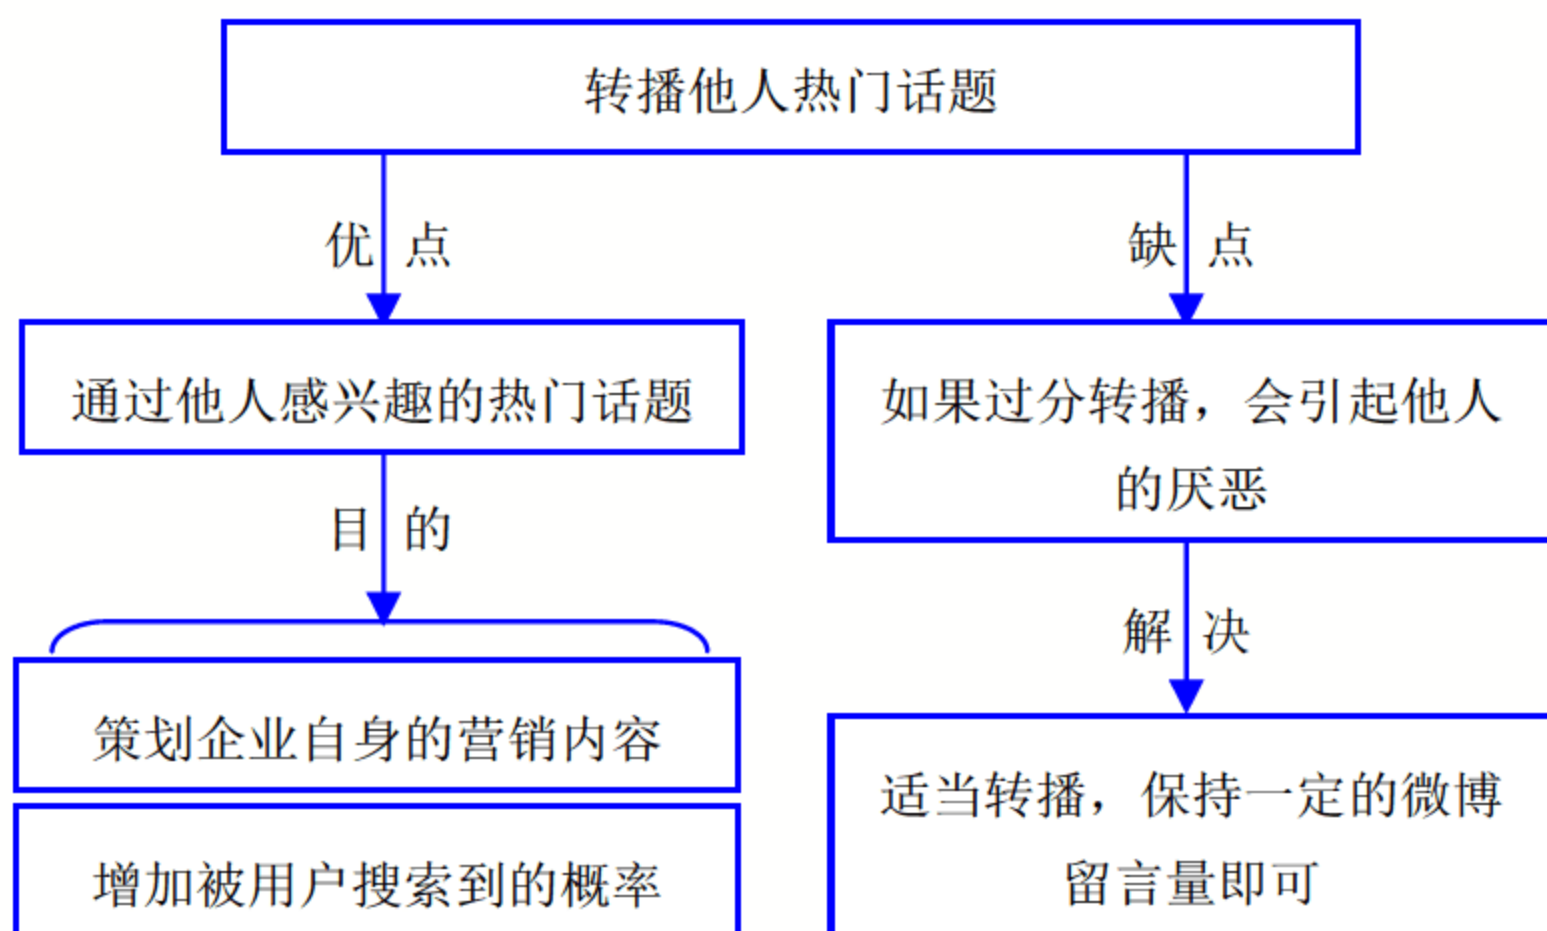 转播他人热门话题
优点
缺点
通过他人感兴趣的热门话题
如果过分转播，会引起他人
的厌恶
目的
解决
策划企业自身的营销内容
适当转播，保持一定的微博
留言量即可
增加被用户搜索到的概率